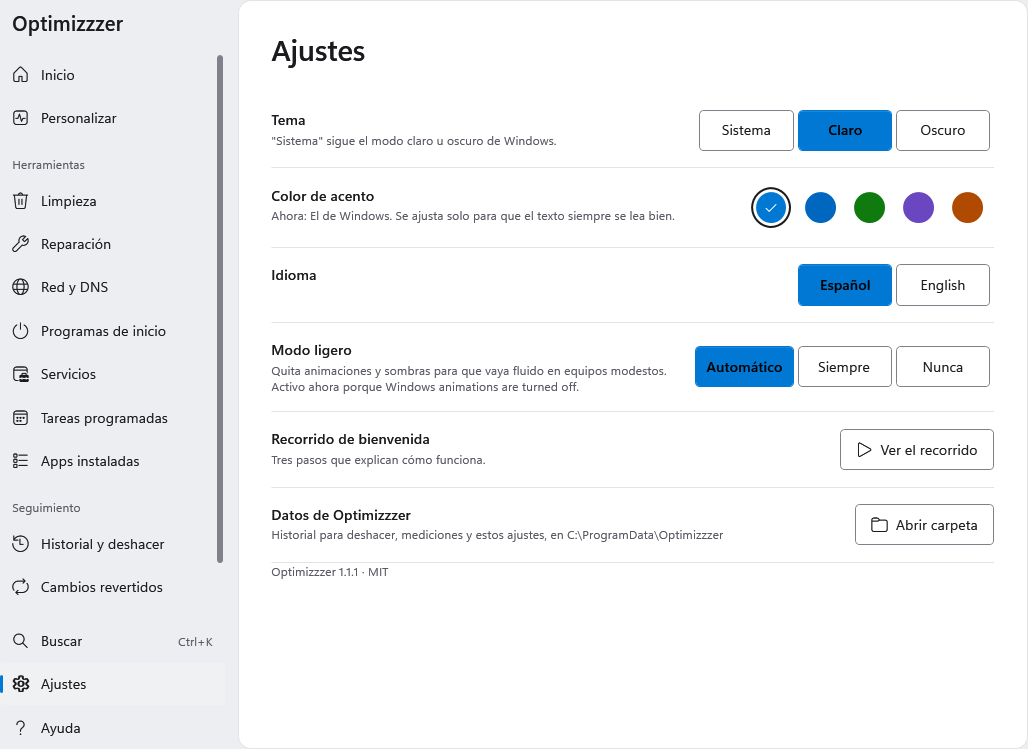 Optimizzzer
Inicio
Personalizar
Herramientas
Limpieza
Reparación
Red y DNS
Programas de inicio
Servicios
Tareas programadas
Apps instaladas
Seguimiento
Historial y deshacer
Cambios revertidos
Buscar Ctrl+K
Ajustes
Ayuda
Ajustes
Tema
"Sistema" sigue el modo claro u oscuro de Windows.
Sistema Claro Oscuro
Color de acento
Ahora: El de Windows. Se ajusta solo para que el texto siempre se lea bien.
Idioma
Español English
Modo ligero
Quita animaciones y sombras para que vaya fluido en equipos modestos.
Activo ahora porque Windows animations are turned off.
Automático Siempre Nunca
Recorrido de bienvenida
Tres pasos que explican cómo funciona.
Ver el recorrido
Datos de Optimizzzer
Historial para deshacer, mediciones y estos ajustes, en C:\ProgramData\Optimizzzer
Abrir carpeta
Optimizzzer 1.1.1 · MIT